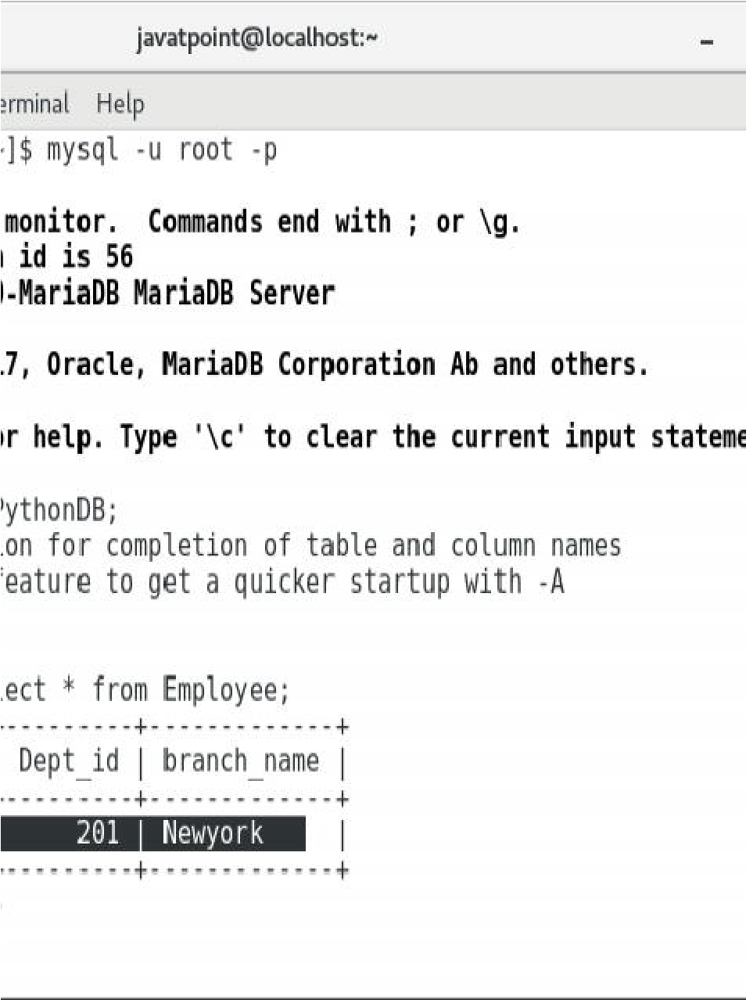 javatpoint@localhost:~
erminal Help
]$ mysql -u root -p
monitor.  Commands end with ; or \g.
id is 56
-MariaDB MariaDB Server
17, Oracle, MariaDB Corporation Ab and others.
or help. Type '\c' to clear the current input stateme
PythonDB;
ion for completion of table and column names
feature to get a quicker startup with -A
lect * from Employee;
----------+-------------+
Dept_id | branch_name |
----------+-------------+
201 | Newyork |
----------+-------------+